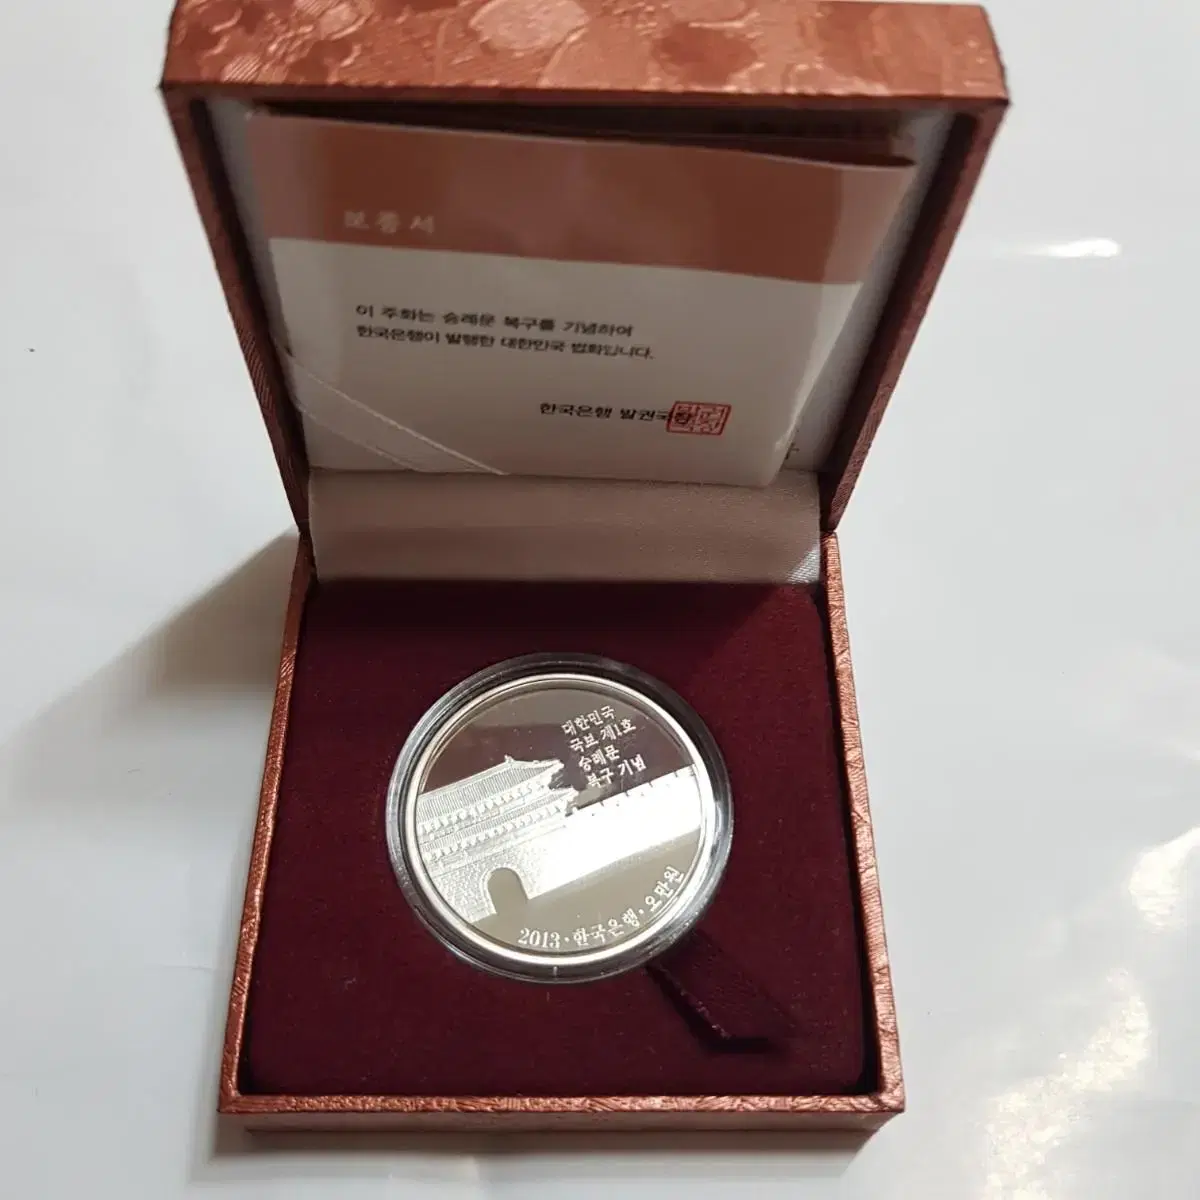 보증서
이 주화는 숭례문 복구를 기념하여
한국은행이 발행한 대한민국 법화입니다.
한국은행 발권국장
대한민국
국보 제1호
숭례문
복구 기념
2013·한국은행·오만원